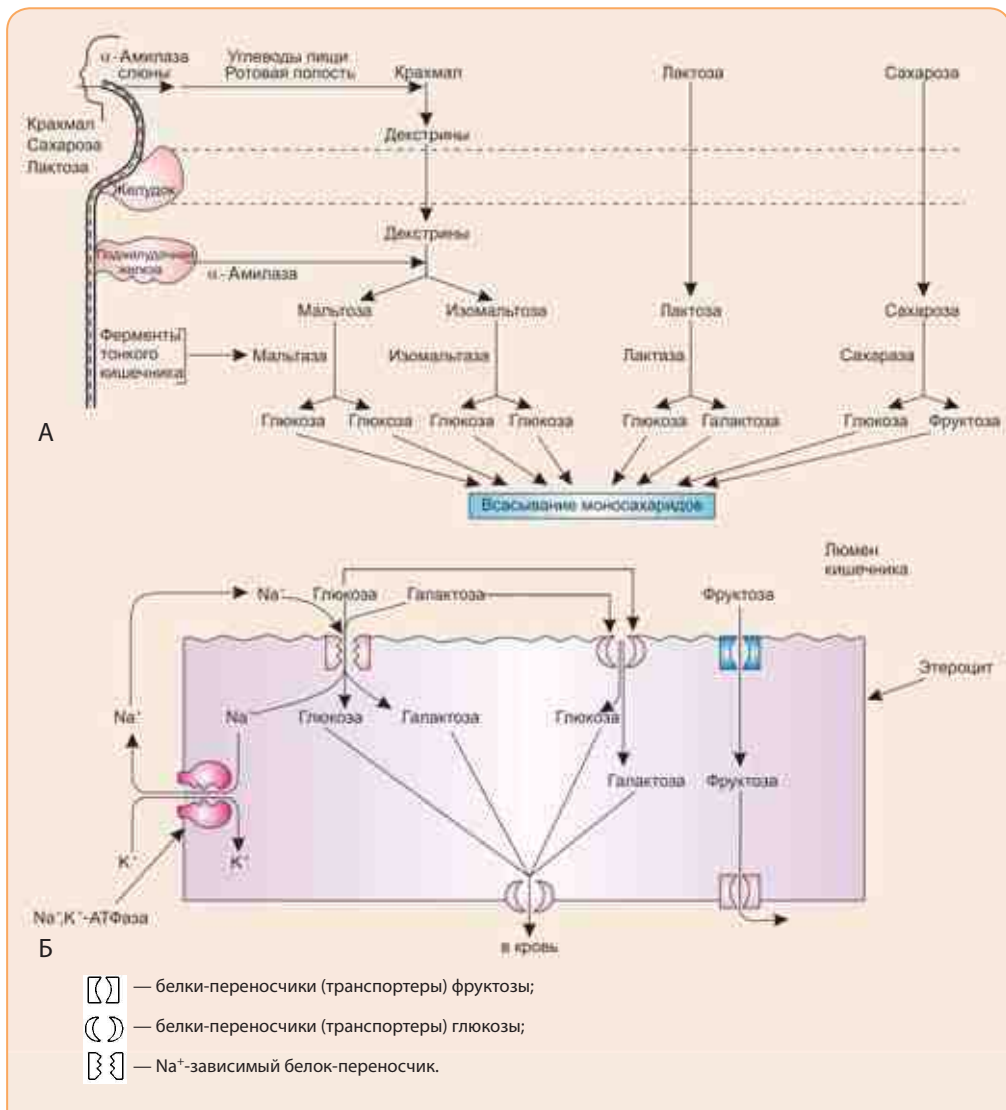 α-Амилаза слюны
Углеводы пищи
Ротовая полость
Крахмал
Лактоза
Сахароза
Крахмал
Сахароза
Лактоза
Декстрины
Желудок
Декстрины
Поджелудочная железа
α-Амилаза
Мальтоза
Изомальтоза
Лактоза
Сахароза
Ферменты
тонкого
кишечника
Мальтаза
Изомальтаза
Лактаза
Сахараза
Глюкоза
Глюкоза
Глюкоза
Глюкоза
Глюкоза
Галактоза
Глюкоза
Фруктоза
А
Всасывание моносахаридов
Люмен
кишечника
Na⁺
Глюкоза
Галактоза
Фруктоза
Этероцит
Na⁺
Na⁺
Глюкоза
Галактоза
Глюкоза
Галактоза
Фруктоза
K⁺
K⁺
Na⁺,K⁺-АТФаза
в кровь
Б
— белки-переносчики (транспортеры) фруктозы;
— белки-переносчики (транспортеры) глюкозы;
— Na⁺-зависимый белок-переносчик.